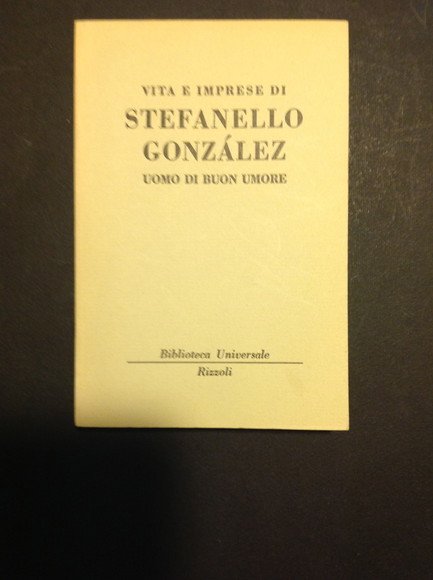 VITA E IMPRESE DI
STEFANELLO
GONZÁLEZ
UOMO DI BUON UMORE
Biblioteca Universale
Rizzoli